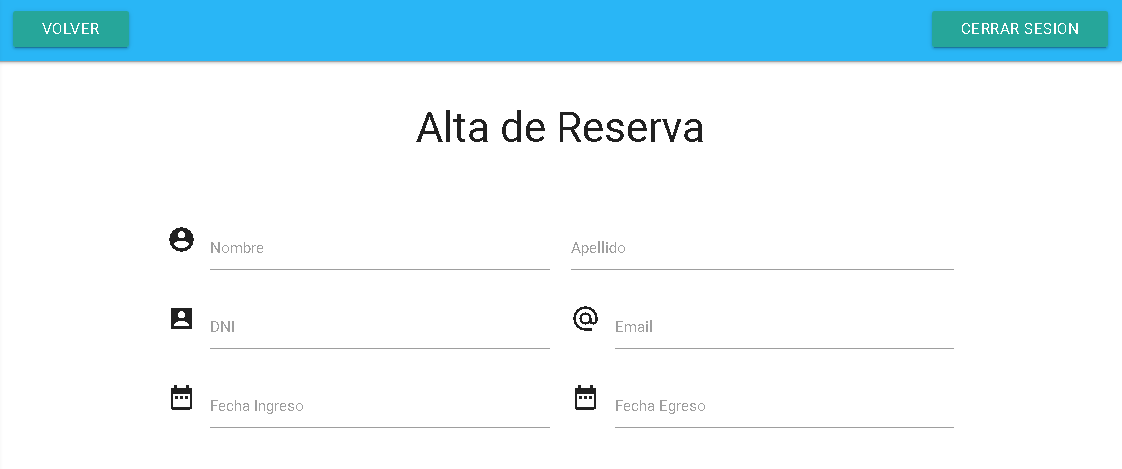 VOLVER CERRAR SESION
Alta de Reserva
Nombre Apellido
DNI Email
Fecha Ingreso Fecha Egreso